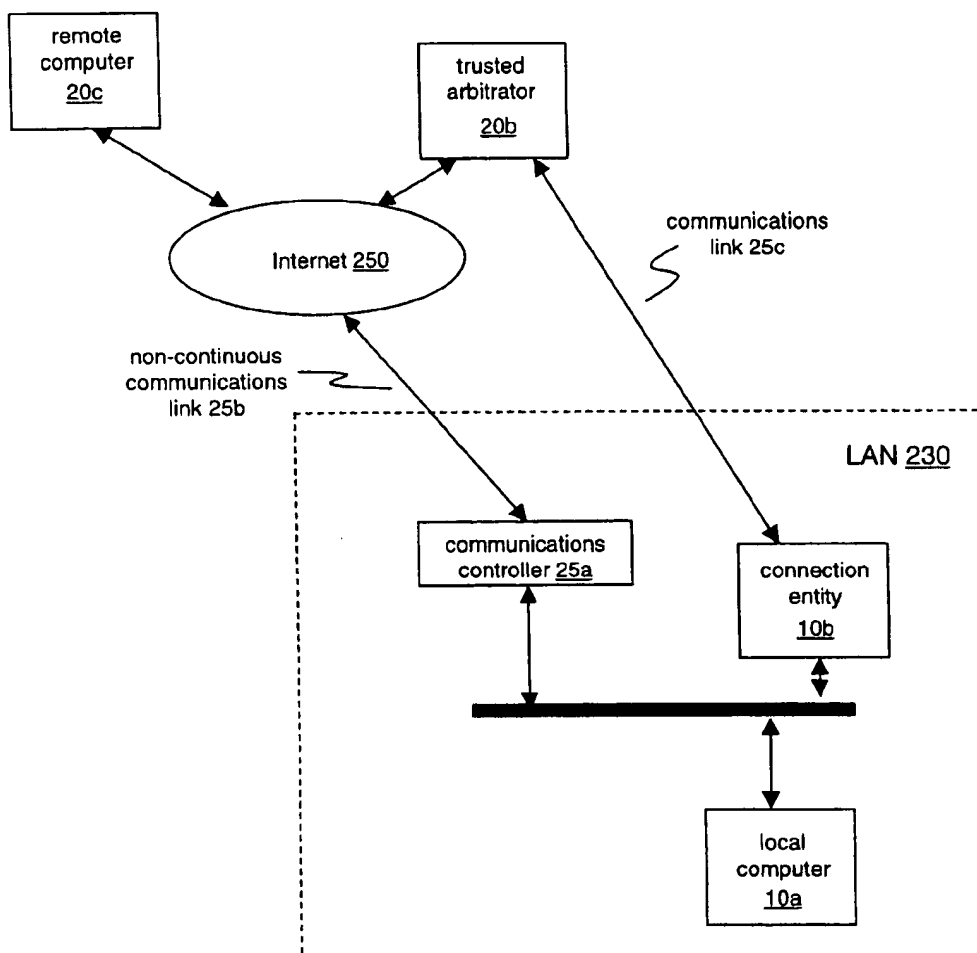 remote
computer
20c
trusted
arbitrator
20b
communications
link 25c
Internet 250
non-continuous
communications
link 25b
LAN 230
communications
controller 25a
connection
entity
10b
local
computer
10a